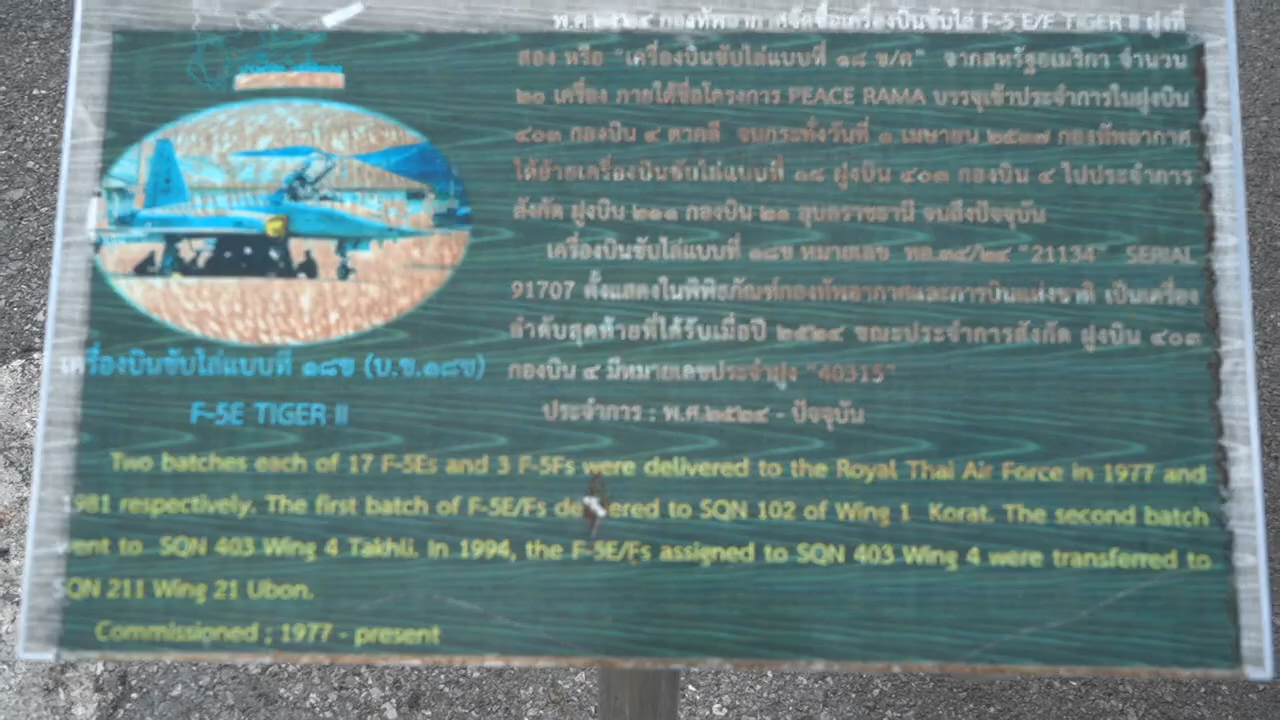 พ.ศ.๒๕๒๔ กองทัพอากาศจัดซื้อเครื่องบินขับไล่ F-5 E/F TIGER II ฝูงที่
สอง หรือ "เครื่องบินขับไล่แบบที่ ๑๘ ข/ค" จากสหรัฐอเมริกา จำนวน
๒๐ เครื่อง ภายใต้ชื่อโครงการ PEACE RAMA บรรจุเข้าประจำการในฝูงบิน
๔๐๓ กองบิน ๔ ตาคลี จนกระทั่งวันที่ ๑ เมษายน ๒๕๓๗ กองทัพอากาศ
ได้ย้ายเครื่องบินขับไล่แบบที่ ๑๘ ฝูงบิน ๔๐๓ กองบิน ๔ ไปประจำการ
สังกัด ฝูงบิน ๒๑๑ กองบิน ๒๑ อุบลราชธานี จนถึงปัจจุบัน
เครื่องบินขับไล่แบบที่ ๑๘ข หมายเลข ทอ.๓๔/๒๔ "21134" SERIAL
91707 ตั้งแสดงในพิพิธภัณฑ์กองทัพอากาศและการบินแห่งชาติ เป็นเครื่อง
ลำดับสุดท้ายที่ได้รับเมื่อปี ๒๕๒๔ ขณะประจำการสังกัด ฝูงบิน ๔๐๓
กองบิน ๔ มีหมายเลขประจำฝูง "40315"
ประจำการ : พ.ศ.๒๕๒๔ - ปัจจุบัน
เครื่องบินขับไล่แบบที่ ๑๘ข (บ.ข.๑๘ข)
F-5E TIGER II
Two batches each of 17 F-5Es and 3 F-5Fs were delivered to the Royal Thai Air Force in 1977 and
1981 respectively. The first batch of F-5E/Fs delivered to SQN 102 of Wing 1 Korat. The second batch
went to SQN 403 Wing 4 Takhli. In 1994, the F-5E/Fs assigned to SQN 403 Wing 4 were transferred to
SQN 211 Wing 21 Ubon.
Commissioned ; 1977 - present